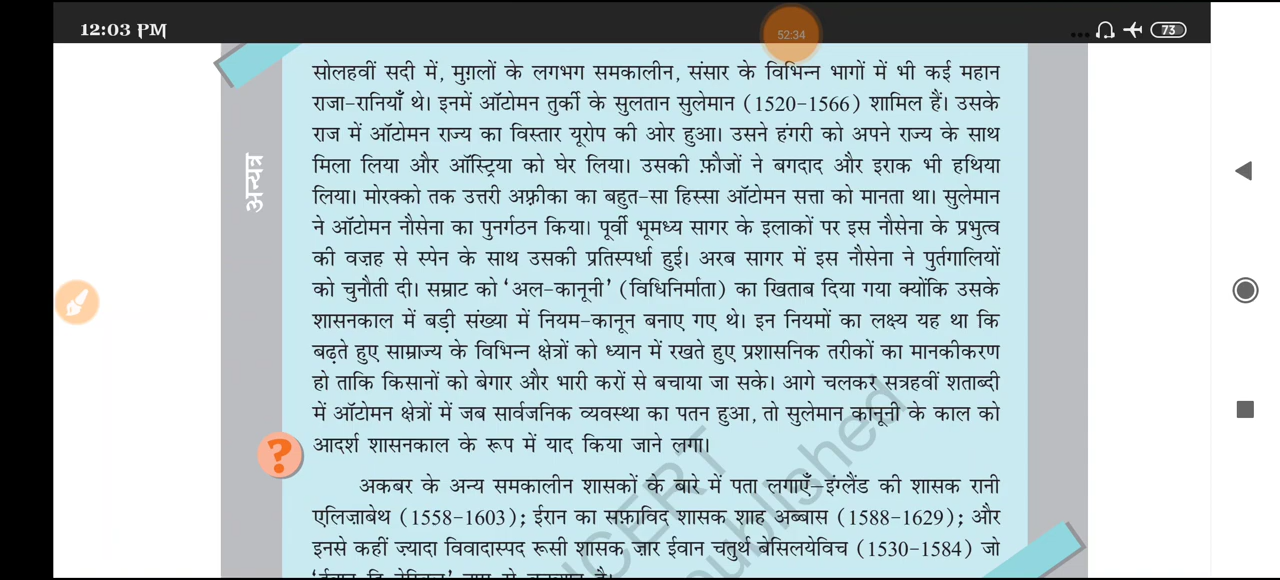 12:03 PM
52:34
73
सोलहवीं सदी में, मुग़लों के लगभग समकालीन, संसार के विभिन्न भागों में भी कई महान
राजा-रानियाँ थे। इनमें ऑटोमन तुर्की के सुलतान सुलेमान (1520-1566) शामिल हैं। उसके
राज में ऑटोमन राज्य का विस्तार यूरोप की ओर हुआ। उसने हंगरी को अपने राज्य के साथ
अन्यत्र
मिला लिया और ऑस्ट्रिया को घेर लिया। उसकी फ़ौजों ने बगदाद और इराक भी हथिया
लिया। मोरक्को तक उत्तरी अफ़्रीका का बहुत-सा हिस्सा ऑटोमन सत्ता को मानता था। सुलेमान
ने ऑटोमन नौसेना का पुनर्गठन किया। पूर्वी भूमध्य सागर के इलाकों पर इस नौसेना के प्रभुत्व
की वज़ह से स्पेन के साथ उसकी प्रतिस्पर्धा हुई। अरब सागर में इस नौसेना ने पुर्तगालियों
को चुनौती दी। सम्राट को ‘अल-कानूनी’ (विधिनिर्माता) का खिताब दिया गया क्योंकि उसके
शासनकाल में बड़ी संख्या में नियम-कानून बनाए गए थे। इन नियमों का लक्ष्य यह था कि
बढ़ते हुए साम्राज्य के विभिन्न क्षेत्रों को ध्यान में रखते हुए प्रशासनिक तरीकों का मानकीकरण
हो ताकि किसानों को बेगार और भारी करों से बचाया जा सके। आगे चलकर सत्रहवीं शताब्दी
में ऑटोमन क्षेत्रों में जब सार्वजनिक व्यवस्था का पतन हुआ, तो सुलेमान कानूनी के काल को
आदर्श शासनकाल के रूप में याद किया जाने लगा।
?
अकबर के अन्य समकालीन शासकों के बारे में पता लगाएँ–इंग्लैंड की शासक रानी
एलिज़ाबेथ (1558-1603); ईरान का सफ़ाविद शासक शाह अब्बास (1588-1629); और
इनसे कहीं ज़्यादा विवादास्पद रूसी शासक ज़ार ईवान चतुर्थ बेसिलयेविच (1530-1584) जो
NCERT
published